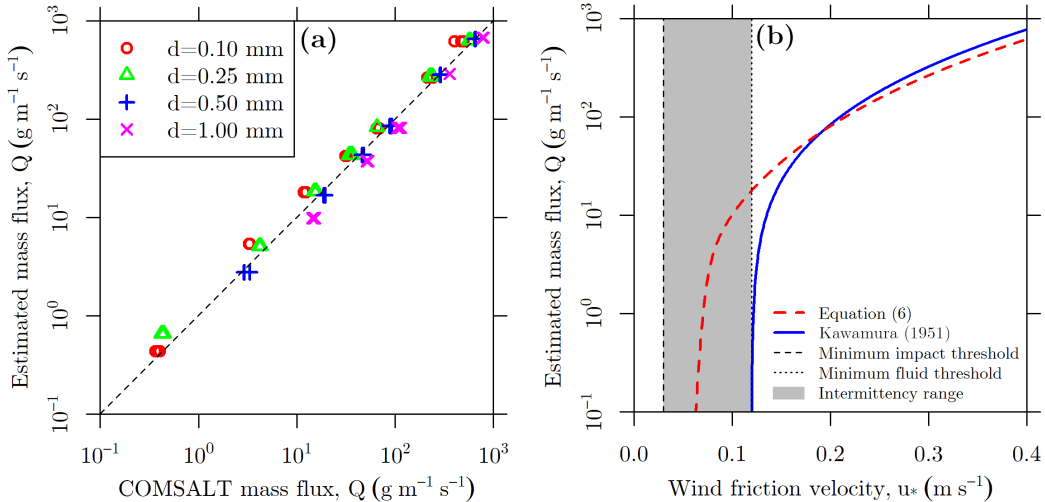 (a)
d=0.10 mm
d=0.25 mm
d=0.50 mm
d=1.00 mm
Estimated mass flux, Q (g m⁻¹ s⁻¹)
10³
10²
10¹
10⁰
10⁻¹
10⁻¹ 10⁰ 10¹ 10² 10³
COMSALT mass flux, Q (g m⁻¹ s⁻¹)
(b)
Estimated mass flux, Q (g m⁻¹ s⁻¹)
10³
10²
10¹
10⁰
10⁻¹
Equation (6)
Kawamura (1951)
Minimum impact threshold
Minimum fluid threshold
Intermittency range
0.0 0.1 0.2 0.3 0.4
Wind friction velocity, u* (m s⁻¹)